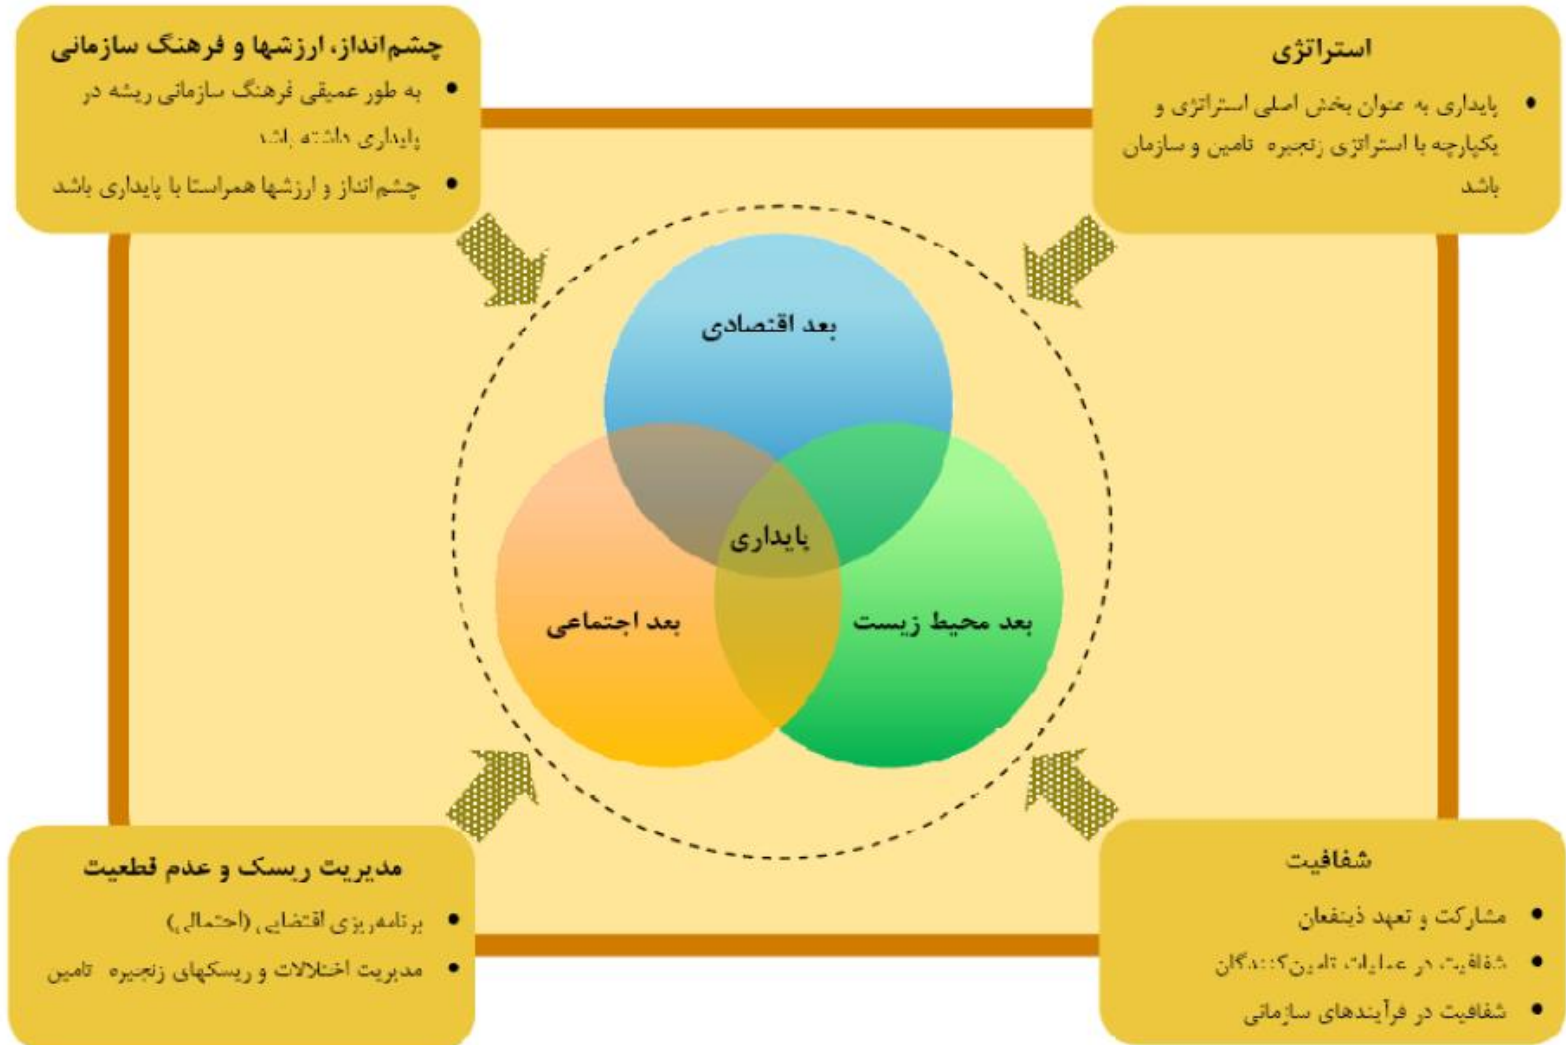 استراتژی
• پایداری به عنوان بخش اصلی استراتژی و
یکپارچه با استراتژی زنجیره تامین و سازمان
باشد
چشم‌انداز، ارزشها و فرهنگ سازمانی
• به طور عمیقی فرهنگ سازمانی ریشه در
پایداری داشته باشد
• چشم‌انداز و ارزشها همراستا با پایداری باشد
بعد اقتصادی
پایداری
بعد محیط زیست
بعد اجتماعی
شفافیت
• مشارکت و تعهد ذینفعان
• شفافیت در عملیات تامین‌کنندگان
• شفافیت در فرآیندهای سازمانی
مدیریت ریسک و عدم قطعیت
• برنامه‌ریزی اقتضایی (احتمالی)
• مدیریت اختلالات و ریسکهای زنجیره تامین